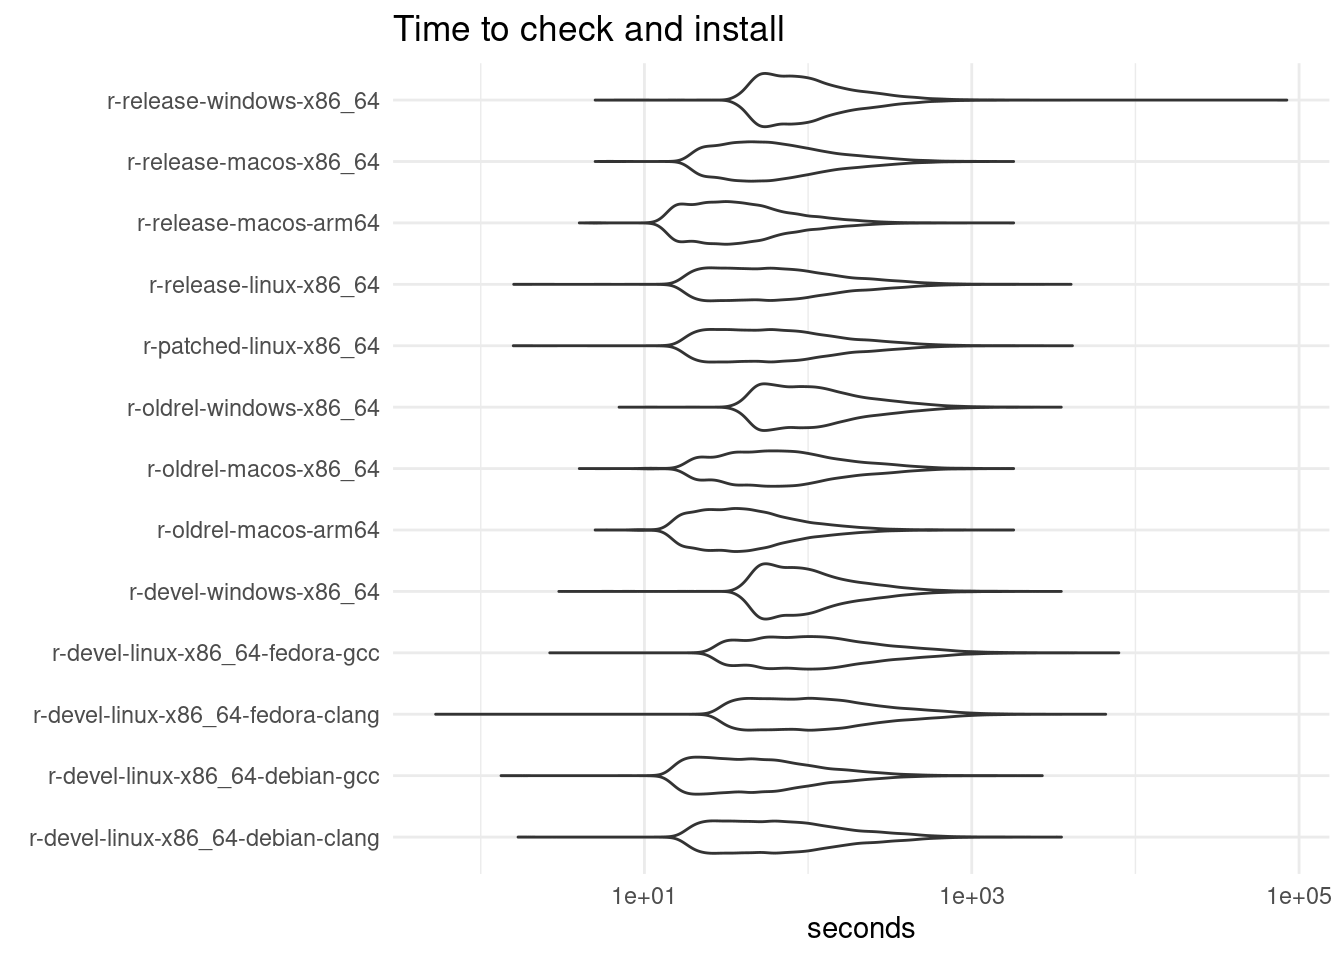 Time to check and install
r-release-windows-x86_64
r-release-macos-x86_64
r-release-macos-arm64
r-release-linux-x86_64
r-patched-linux-x86_64
r-oldrel-windows-x86_64
r-oldrel-macos-x86_64
r-oldrel-macos-arm64
r-devel-windows-x86_64
r-devel-linux-x86_64-fedora-gcc
r-devel-linux-x86_64-fedora-clang
r-devel-linux-x86_64-debian-gcc
r-devel-linux-x86_64-debian-clang
1e+01 1e+03 1e+05
seconds